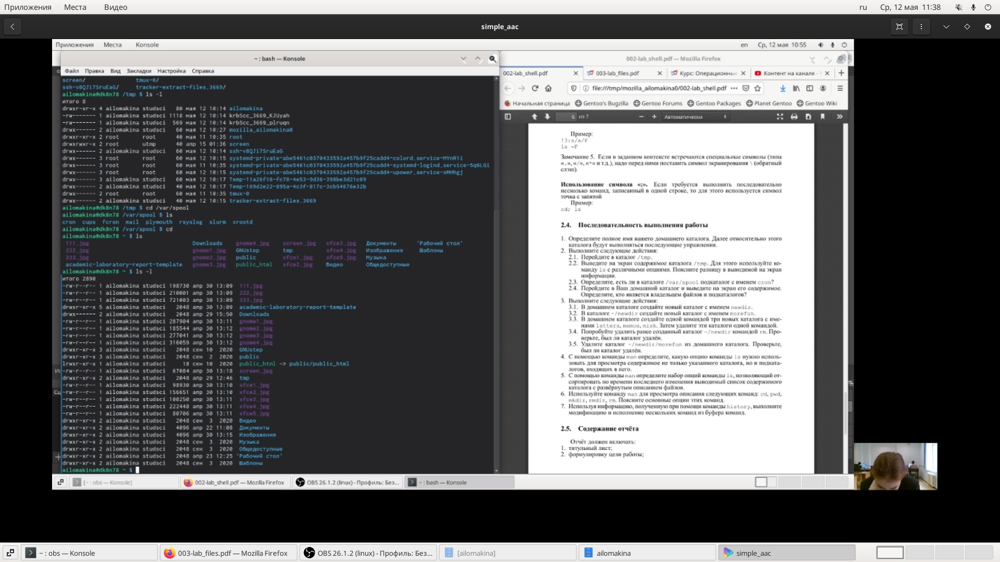 Приложения Места Видео
ru Ср, 12 мая 11:38
simple_aac
Приложения Места Konsole
en Ср, 12 мая 10:55
~ : bash — Konsole
Файл Правка Вид Закладки Настройка Справка
screen/ tmux-0/
ssh-v8QJi7SruEaG/ tracker-extract-files.3669/
ailomakina@dk8n78 /tmp $ ls -l
итого 8
drwxr-xr-x 4 ailomakina studsci 80 мая 12 10:14 ailomakina
-rw------- 1 ailomakina studsci 1118 мая 12 10:14 krb5cc_3669_KJUyah
-rw------- 1 ailomakina studsci 569 мая 12 10:14 krb5cc_3669_plruqn
drwx------ 2 ailomakina studsci 60 мая 12 10:27 mozilla_ailomakina0
drwxr-xr-x 2 root root 60 мая 11 10:35 root
drwxrwxr-x 2 root utmp 40 апр 15 01:36 screen
drwx------ 2 ailomakina studsci 60 мая 12 10:14 ssh-v8QJi7SruEaG
drwx------ 3 root root 60 мая 12 10:15 systemd-private-abe5461c0370433592a457b9f25cadd4-colord.service-MYnR1i
drwx------ 3 root root 60 мая 11 10:35 systemd-private-abe5461c0370433592a457b9f25cadd4-systemd-logind.service-5q6LGi
drwx------ 3 root root 60 мая 12 10:15 systemd-private-abe5461c0370433592a457b9f25cadd4-upower.service-xMHhgj
drwx------ 3 ailomakina studsci 60 мая 12 10:17 Temp-11a26f16-fc78-4e53-9d36-398be3d21c09
drwx------ 2 ailomakina studsci 40 мая 12 10:17 Temp-169d2e22-895a-4c3f-817c-3cb54676e32b
drwx------ 2 root root 60 мая 11 10:35 tmux-0
drwx------ 2 ailomakina studsci 40 мая 12 10:15 tracker-extract-files.3669
ailomakina@dk8n78 /tmp $ cd /var/spool
ailomakina@dk8n78 /var/spool $ ls
cron cups fcron mail plymouth rsyslog slurm xrootd
ailomakina@dk8n78 /var/spool $ cd
ailomakina@dk8n78 ~ $ ls
111.jpg Downloads gnome4.jpg screen.jpg xfce3.jpg Документы 'Рабочий стол'
222.jpg gnome1.jpg GNUstep tmp xfce4.jpg Изображения Шаблоны
333.jpg gnome2.jpg public xfce1.jpg xfce5.jpg Музыка
academic-laboratory-report-template gnome3.jpg public_html xfce2.jpg Видео Общедоступные
ailomakina@dk8n78 ~ $ ls -l
итого 2890
-rw-r--r-- 1 ailomakina studsci 198730 апр 30 13:09 111.jpg
-rw-r--r-- 1 ailomakina studsci 210001 апр 30 13:09 222.jpg
-rw-r--r-- 1 ailomakina studsci 721003 апр 30 13:09 333.jpg
drwxr-xr-x 5 ailomakina studsci 2048 апр 30 13:09 academic-laboratory-report-template
drwx------ 2 ailomakina studsci 2048 апр 29 15:50 Downloads
-rw-r--r-- 1 ailomakina studsci 287904 апр 30 13:11 gnome1.jpg
-rw-r--r-- 1 ailomakina studsci 185544 апр 30 13:12 gnome2.jpg
-rw-r--r-- 1 ailomakina studsci 277041 апр 30 13:12 gnome3.jpg
-rw-r--r-- 1 ailomakina studsci 316059 апр 30 13:12 gnome4.jpg
drwxr-xr-x 3 ailomakina studsci 2048 сен 10 2020 GNUstep
drwxr-xr-x 3 ailomakina studsci 2048 сен 2 2020 public
lrwxr-xr-x 1 ailomakina studsci 18 сен 10 2020 public_html -> public/public_html
-rw-r--r-- 1 ailomakina studsci 67084 апр 30 13:18 screen.jpg
drwxr-xr-x 2 ailomakina studsci 2048 апр 29 12:46 tmp
-rw-r--r-- 1 ailomakina studsci 98930 апр 30 13:10 xfce1.jpg
-rw-r--r-- 1 ailomakina studsci 156651 апр 30 13:10 xfce2.jpg
-rw-r--r-- 1 ailomakina studsci 100250 апр 30 13:11 xfce3.jpg
-rw-r--r-- 1 ailomakina studsci 222448 апр 30 13:11 xfce4.jpg
-rw-r--r-- 1 ailomakina studsci 80706 апр 30 13:11 xfce5.jpg
drwxr-xr-x 2 ailomakina studsci 2048 сен 3 2020 Видео
drwxr-xr-x 2 ailomakina studsci 4096 апр 22 11:08 Документы
drwxr-xr-x 2 ailomakina studsci 4096 апр 30 13:15 Изображения
drwxr-xr-x 2 ailomakina studsci 2048 сен 3 2020 Музыка
drwxr-xr-x 2 ailomakina studsci 2048 сен 3 2020 Общедоступные
drwxr-xr-x 2 ailomakina studsci 2048 апр 23 12:25 'Рабочий стол'
drwxr-xr-x 2 ailomakina studsci 2048 сен 3 2020 Шаблоны
ailomakina@dk8n78 ~ $
002-lab_shell.pdf — Mozilla Firefox
002-lab_shell.pdf 003-lab_files.pdf Курс: Операционные Контент на канале -
file:///tmp/mozilla_ailomakina0/002-lab_shell.pdf
Начальная страница Gentoo's Bugzilla Gentoo Forums Gentoo Packages Planet Gentoo Gentoo Wiki
6 из 7 Автоматически
Пример:
!3:s/a/F
ls -F
Замечание 5. Если в заданном контексте встречаются специальные символы (типа
«.», «/», «*» и т.д.), надо перед ними поставить символ экранирования \ (обратный
слэш).
Использование символа «;». Если требуется выполнить последовательно
несколько команд, записанный в одной строке, то для этого используется символ
точка с запятой
Пример:
cd; ls
2.4. Последовательность выполнения работы
1. Определите полное имя вашего домашнего каталога. Далее относительно этого
каталога будут выполняться последующие упражнения.
2. Выполните следующие действия:
2.1. Перейдите в каталог /tmp.
2.2. Выведите на экран содержимое каталога /tmp. Для этого используйте ко-
манду ls с различными опциями. Поясните разницу в выводимой на экран
информации.
2.3. Определите, есть ли в каталоге /var/spool подкаталог с именем cron?
2.4. Перейдите в Ваш домашний каталог и выведите на экран его содержимое.
Определите, кто является владельцем файлов и подкаталогов?
3. Выполните следующие действия:
3.1. В домашнем каталоге создайте новый каталог с именем newdir.
3.2. В каталоге ~/newdir создайте новый каталог с именем morefun.
3.3. В домашнем каталоге создайте одной командой три новых каталога с име-
нами letters, memos, misk. Затем удалите эти каталоги одной командой.
3.4. Попробуйте удалить ранее созданный каталог ~/newdir командой rm. Про-
верьте, был ли каталог удалён.
3.5. Удалите каталог ~/newdir/morefun из домашнего каталога. Проверьте,
был ли каталог удалён.
4. С помощью команды man определите, какую опцию команды ls нужно исполь-
зовать для просмотра содержимое не только указанного каталога, но и подката-
логов, входящих в него.
5. С помощью команды man определите набор опций команды ls, позволяющий от-
сортировать по времени последнего изменения выводимый список содержимого
каталога с развёрнутым описанием файлов.
6. Используйте команду man для просмотра описания следующих команд: cd, pwd,
mkdir, rmdir, rm. Поясните основные опции этих команд.
7. Используя информацию, полученную при помощи команды history, выполните
модификацию и исполнение нескольких команд из буфера команд.
2.5. Содержание отчёта
Отчёт должен включать:
1. титульный лист;
2. формулировку цели работы;
[~ : obs — Konsole] 002-lab_shell.pdf — Mozilla Firefox OBS 26.1.2 (linux) - Профиль: Без... ~ : bash — Konsole
~ : obs — Konsole 003-lab_files.pdf — Mozilla Firefox OBS 26.1.2 (linux) - Профиль: Без... [ailomakina] ailomakina simple_aac